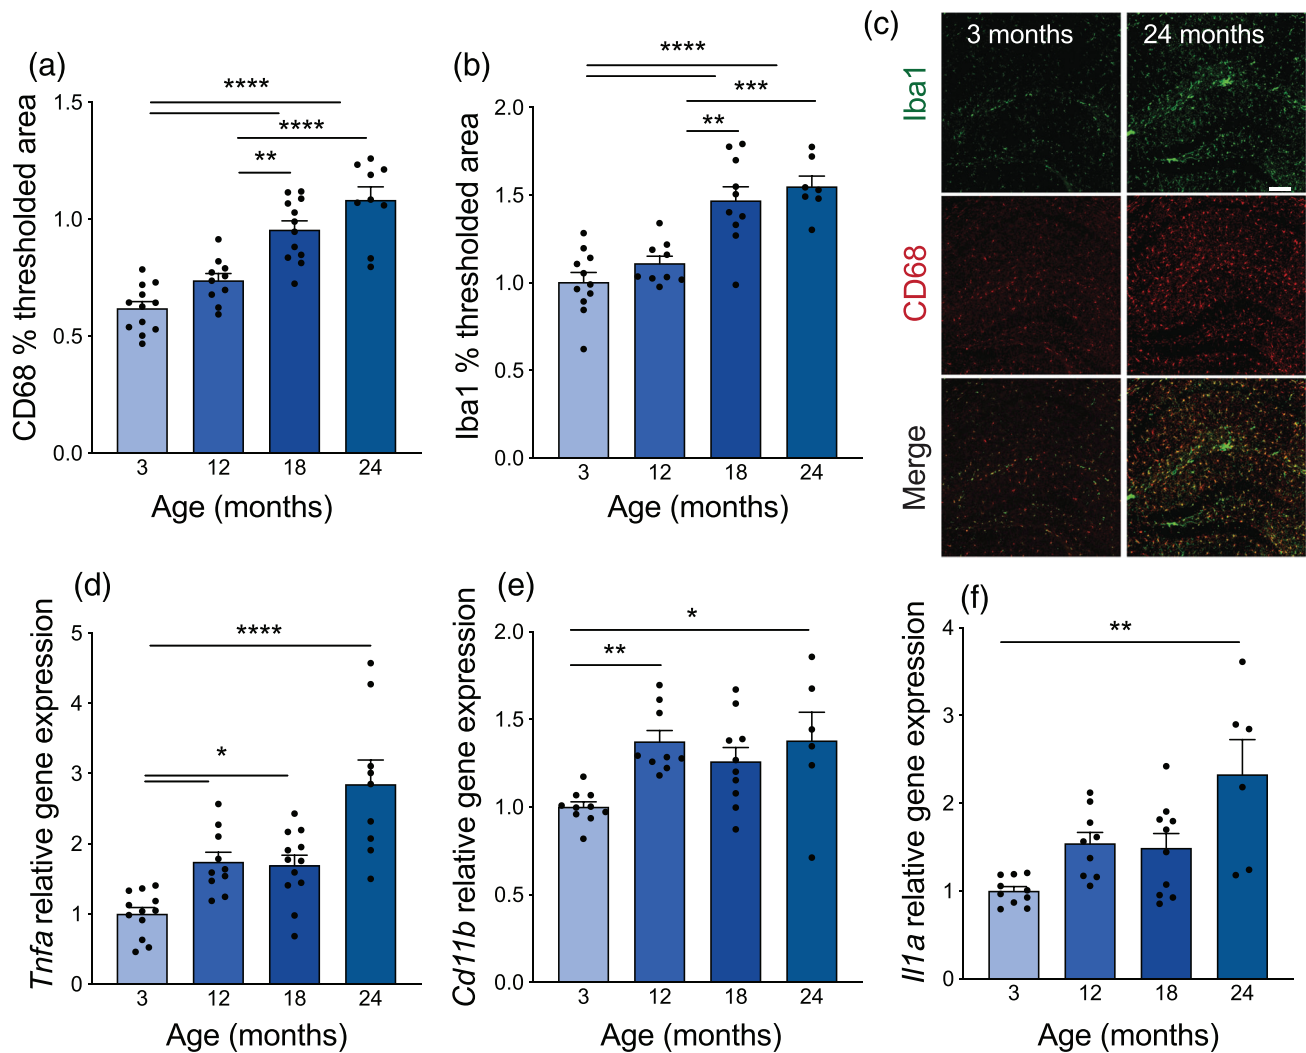 (a)
CD68 % thresholded area
1.5
1.0
0.5
0.0
****
****
**
3 12 18 24
Age (months)
(b)
Iba1 % thresholded area
2.0
1.5
1.0
0.5
0.0
****
***
**
3 12 18 24
Age (months)
(c)
3 months 24 months
Iba1
CD68
Merge
(d)
Tnfa relative gene expression
5
4
3
2
1
0
****
*
3 12 18 24
Age (months)
(e)
Cd11b relative gene expression
2.0
1.5
1.0
0.5
0.0
*
**
3 12 18 24
Age (months)
(f)
Il1a relative gene expression
4
3
2
1
0
**
3 12 18 24
Age (months)